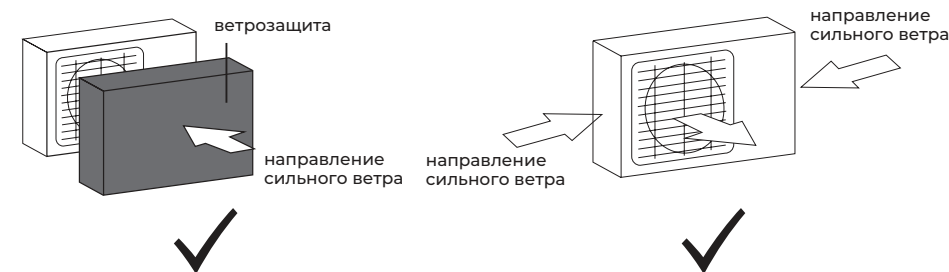 ветрозащита
направление
сильного ветра
направление
сильного ветра
направление
сильного ветра